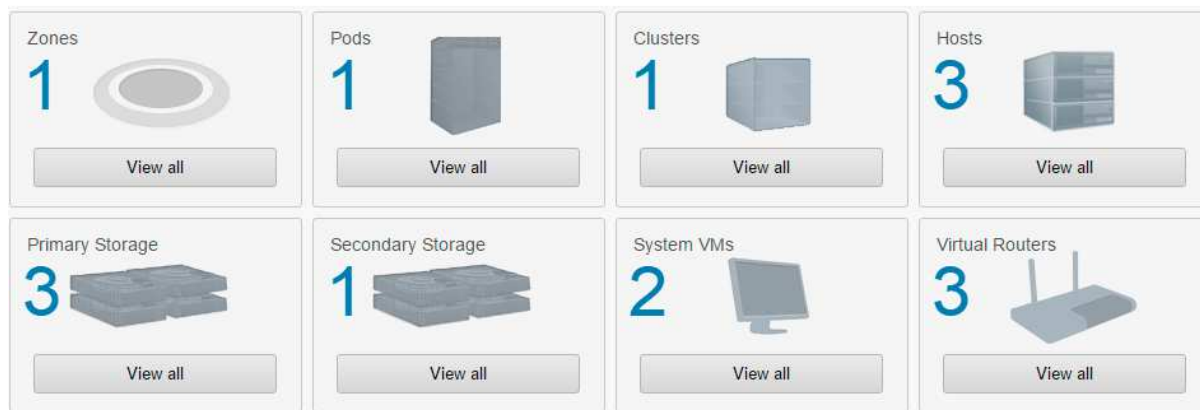 Zones
1
View all
Pods
1
View all
Clusters
1
View all
Hosts
3
View all
Primary Storage
3
View all
Secondary Storage
1
View all
System VMs
2
View all
Virtual Routers
3
View all